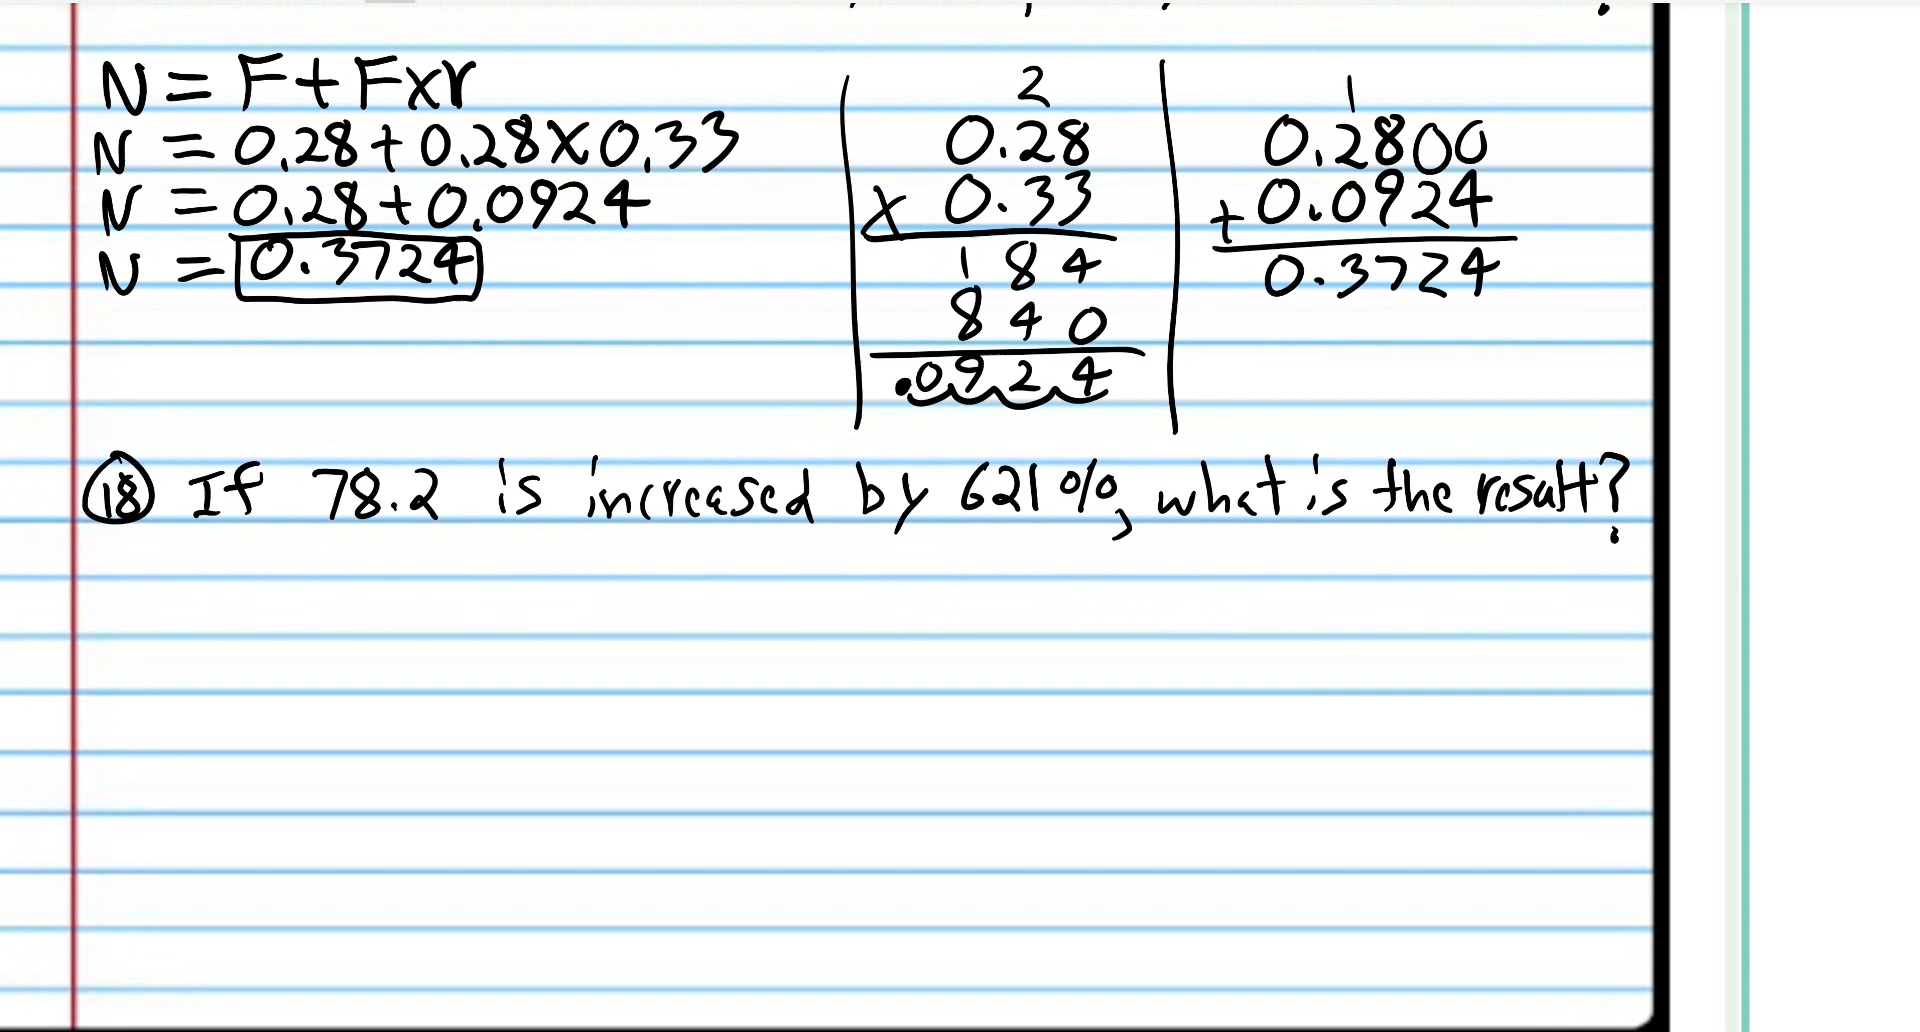 N = F + F x r
N = 0.28 + 0.28 x 0.33
N = 0.28 + 0.0924
N = 0.3724
2
0.28
x 0.33
184
840
.0924
1
0.2800
+ 0.0924
0.3724
18 If 78.2 is increased by 621%, what is the result?